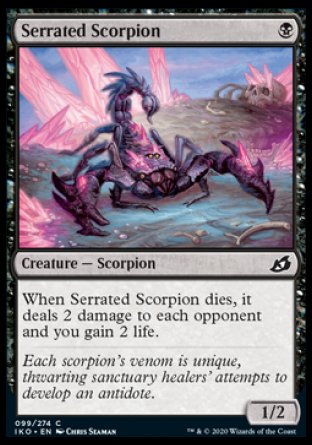 Serrated Scorpion
Creature — Scorpion
When Serrated Scorpion dies, it
deals 2 damage to each opponent
and you gain 2 life.
Each scorpion's venom is unique,
thwarting sanctuary healers' attempts to
develop an antidote.
1/2
099/274 C
IKO • EN Chris Seaman
™ & © 2020 Wizards of the Coast